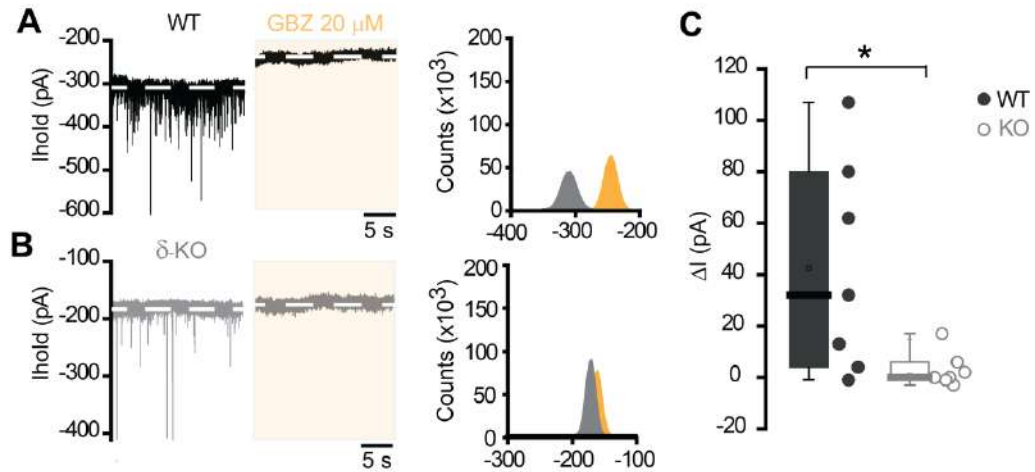 A
WT
GBZ 20 μM
Ihold (pA)
-200
-300
-400
-500
-600
5 s
Counts (x10³)
200
150
100
50
0
-400
-300
-200
B
δ-KO
Ihold (pA)
-100
-200
-300
-400
5 s
Counts (x10³)
200
150
100
50
0
-300
-200
-100
C
*
ΔI (pA)
120
100
80
60
40
20
0
-20
WT
KO